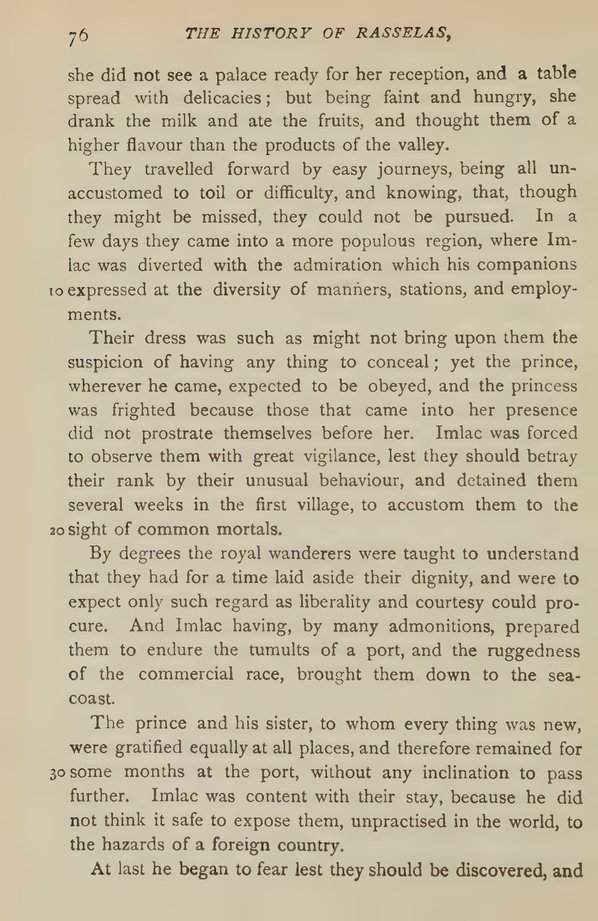 76 THE HISTORY OF RASSELAS,
she did not see a palace ready for her reception, and a table
spread with delicacies; but being faint and hungry, she
drank the milk and ate the fruits, and thought them of a
higher flavour than the products of the valley.
They travelled forward by easy journeys, being all un-
accustomed to toil or difficulty, and knowing, that, though
they might be missed, they could not be pursued. In a
few days they came into a more populous region, where Im-
lac was diverted with the admiration which his companions
10 expressed at the diversity of manners, stations, and employ-
ments.
Their dress was such as might not bring upon them the
suspicion of having any thing to conceal; yet the prince,
wherever he came, expected to be obeyed, and the princess
was frighted because those that came into her presence
did not prostrate themselves before her. Imlac was forced
to observe them with great vigilance, lest they should betray
their rank by their unusual behaviour, and detained them
several weeks in the first village, to accustom them to the
20 sight of common mortals.
By degrees the royal wanderers were taught to understand
that they had for a time laid aside their dignity, and were to
expect only such regard as liberality and courtesy could pro-
cure. And Imlac having, by many admonitions, prepared
them to endure the tumults of a port, and the ruggedness
of the commercial race, brought them down to the sea-
coast.
The prince and his sister, to whom every thing was new,
were gratified equally at all places, and therefore remained for
30 some months at the port, without any inclination to pass
further. Imlac was content with their stay, because he did
not think it safe to expose them, unpractised in the world, to
the hazards of a foreign country.
At last he began to fear lest they should be discovered, and